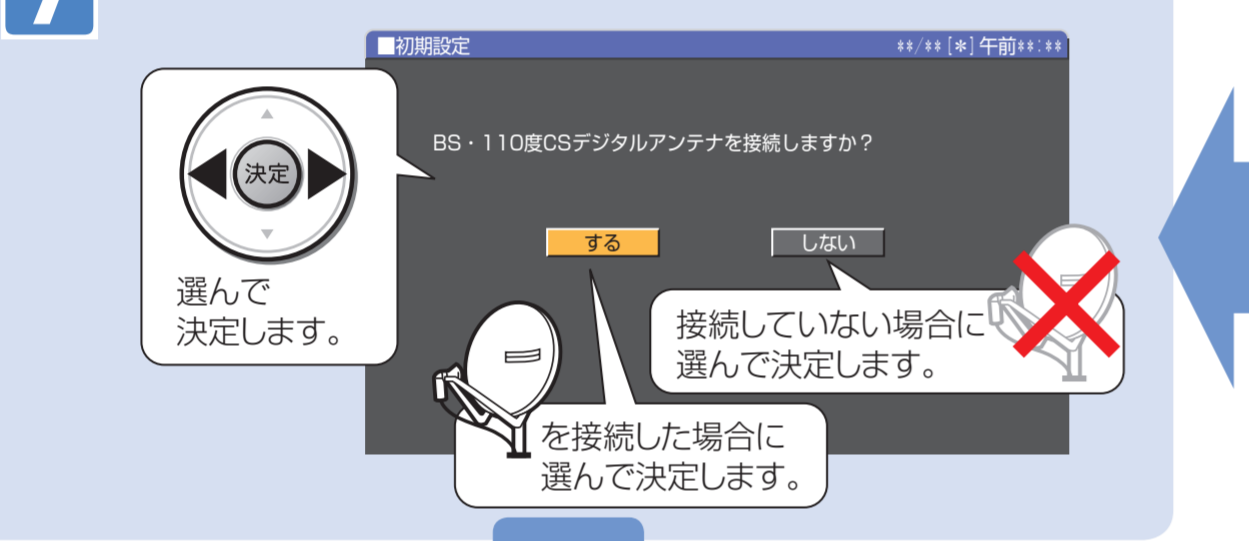 7
■初期設定 **/**[*]午前**:**
BS・110度CSデジタルアンテナを接続しますか?
決定
選んで
決定します。
する
しない
接続していない場合に
選んで決定します。
を接続した場合に
選んで決定します。